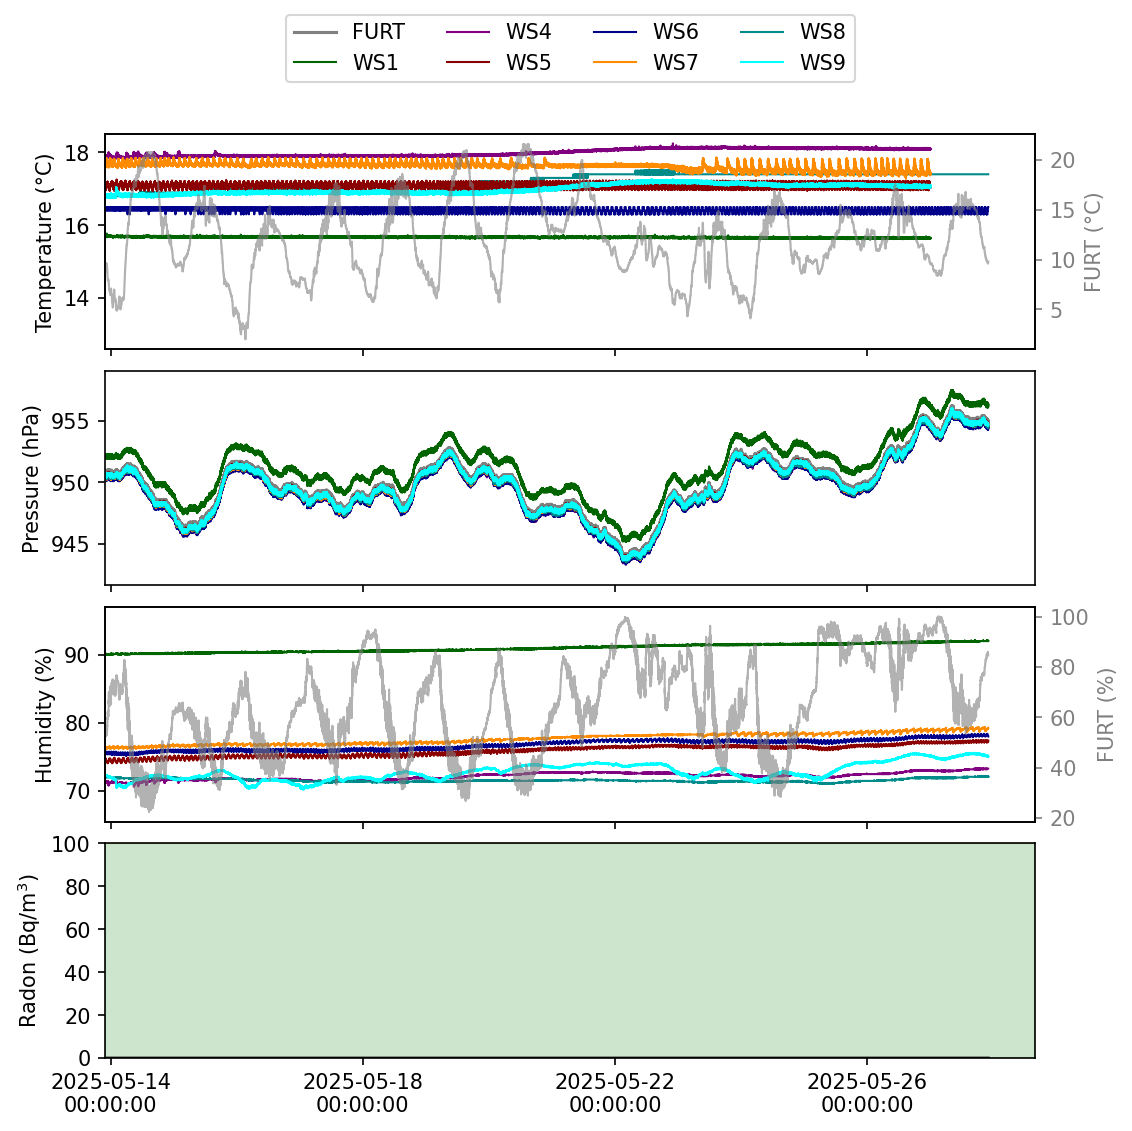 FURT WS4 WS6 WS8
WS1 WS5 WS7 WS9
Temperature (°C)
18
16
14
20
15
10
5
FURT (°C)
Pressure (hPa)
955
950
945
Humidity (%)
90
80
70
100
80
60
40
20
FURT (%)
Radon (Bq/m³)
100
80
60
40
20
0
2025-05-14 2025-05-18 2025-05-22 2025-05-26
00:00:00 00:00:00 00:00:00 00:00:00